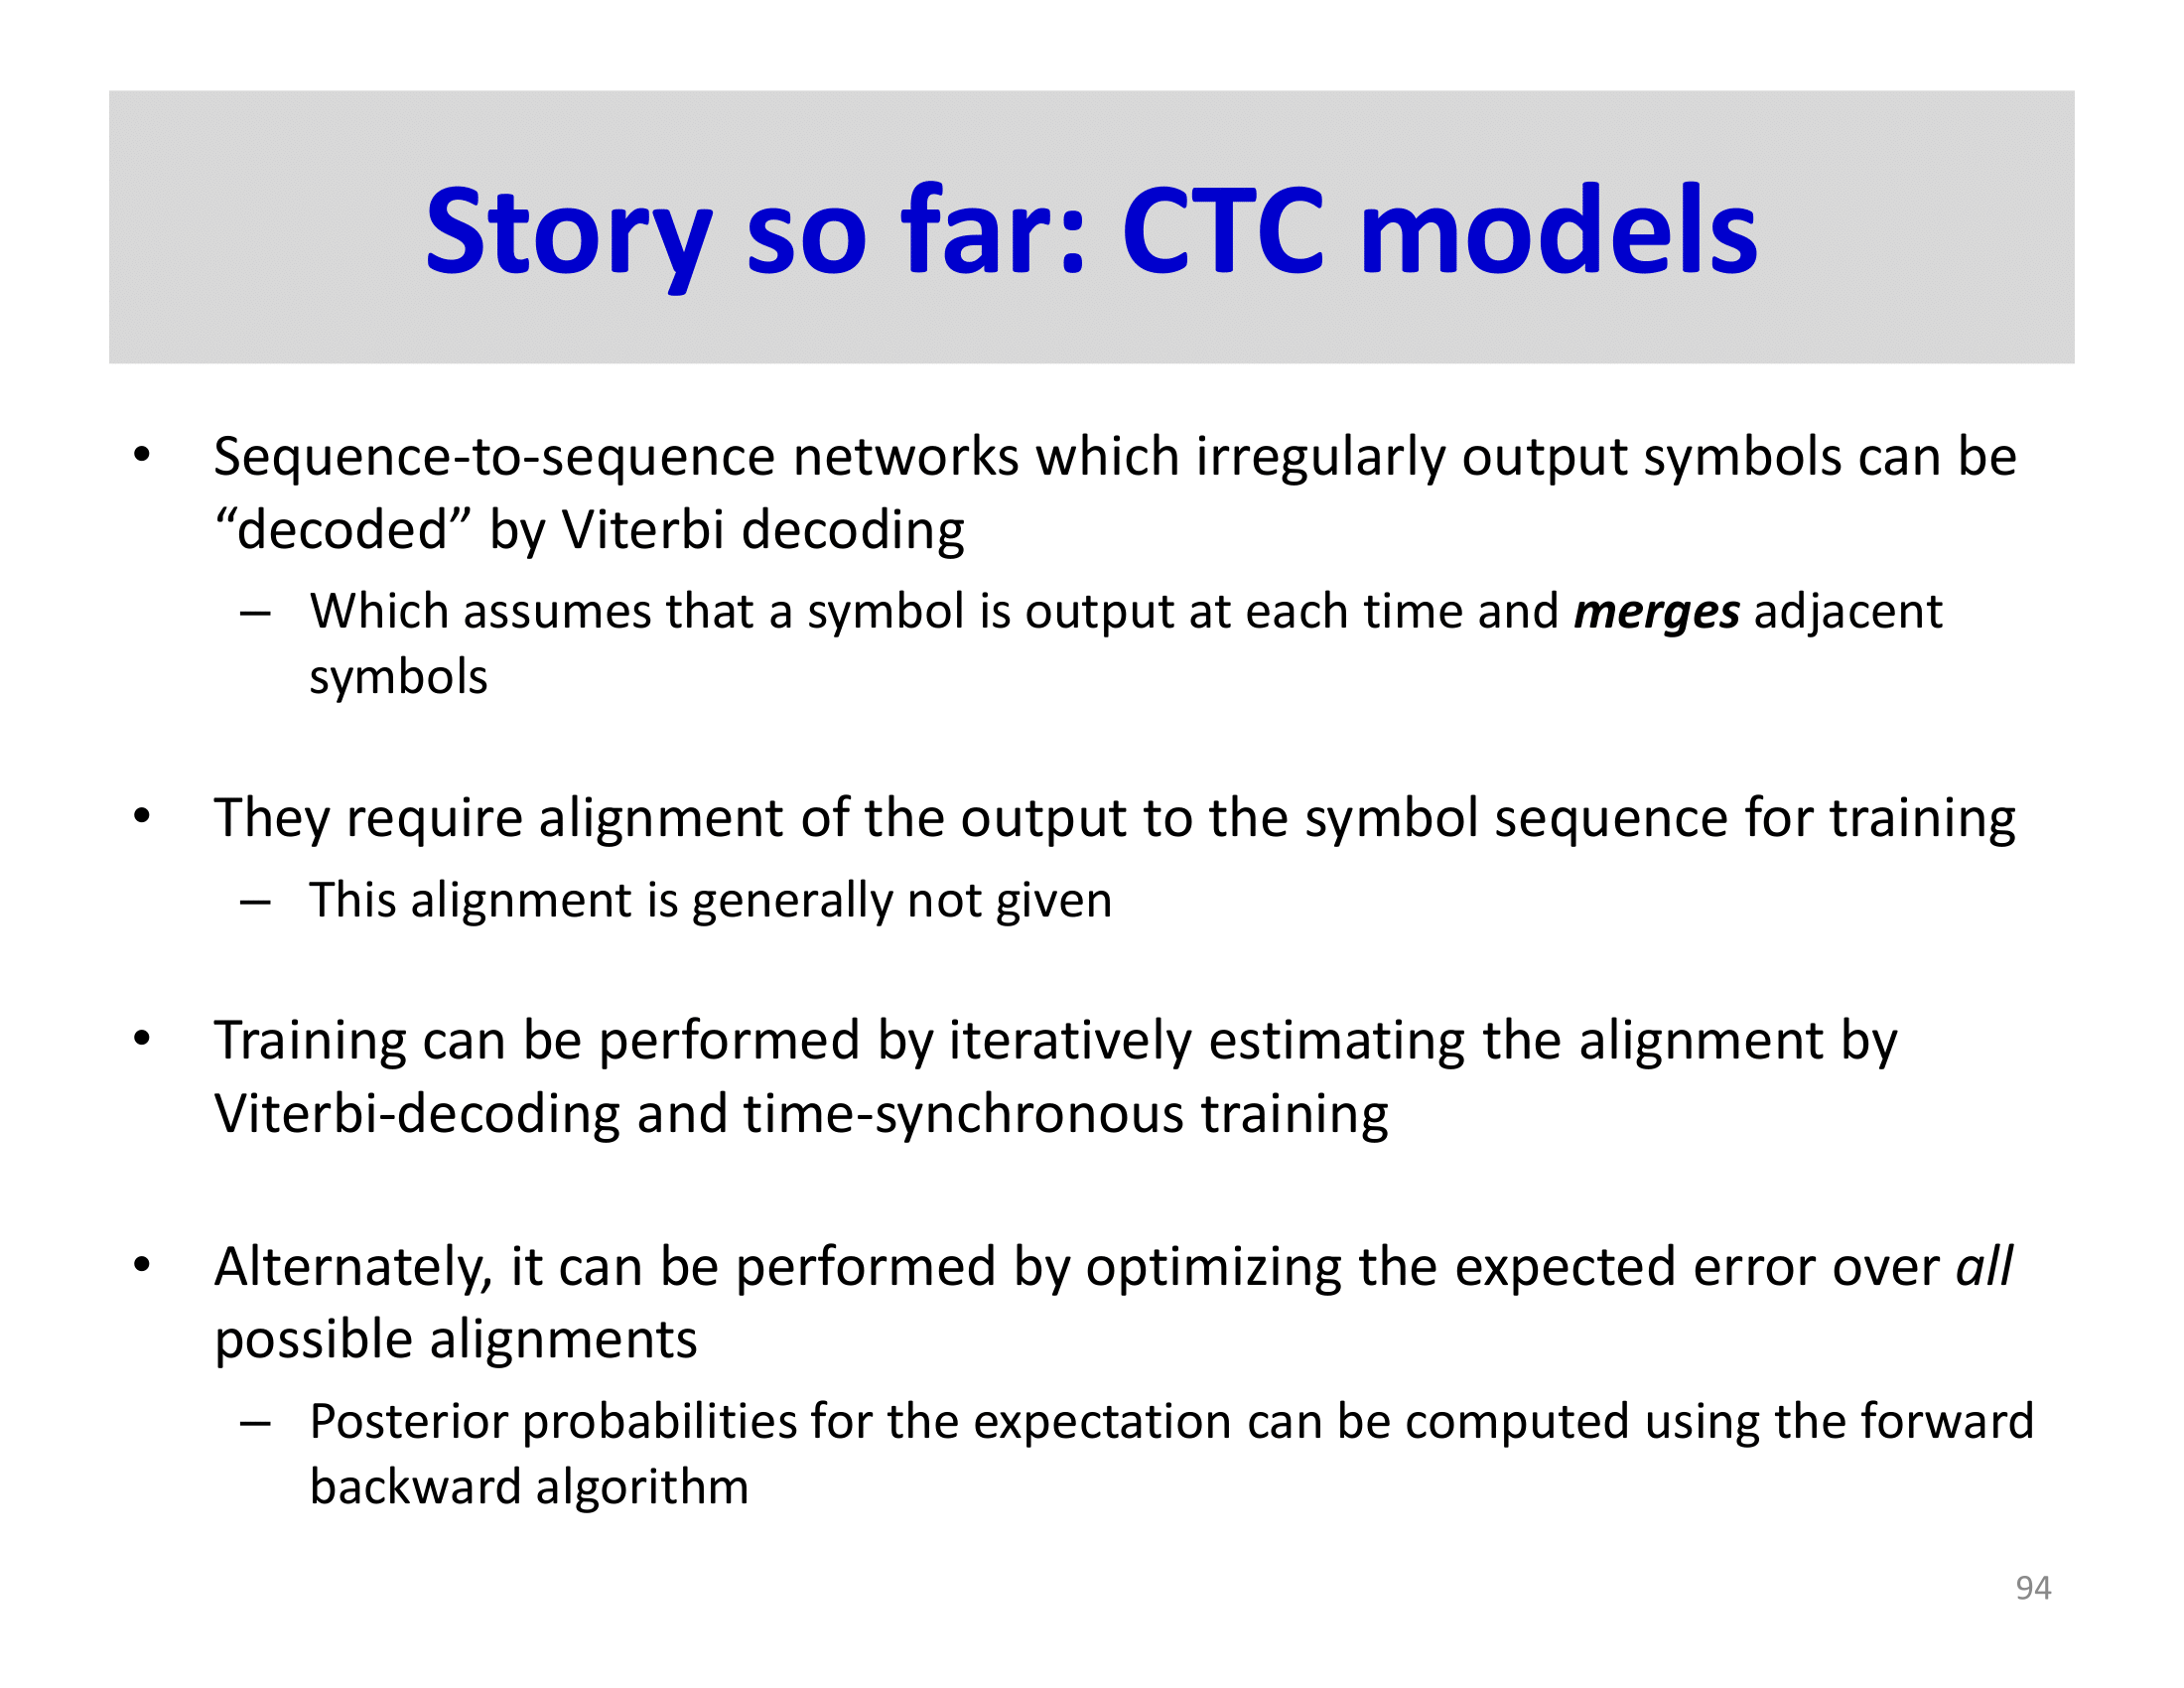 Story so far: CTC models
• Sequence-to-sequence networks which irregularly output symbols can be
“decoded” by Viterbi decoding
– Which assumes that a symbol is output at each time and merges adjacent
symbols
• They require alignment of the output to the symbol sequence for training
– This alignment is generally not given
• Training can be performed by iteratively estimating the alignment by
Viterbi-decoding and time-synchronous training
• Alternately, it can be performed by optimizing the expected error over all
possible alignments
– Posterior probabilities for the expectation can be computed using the forward
backward algorithm
94